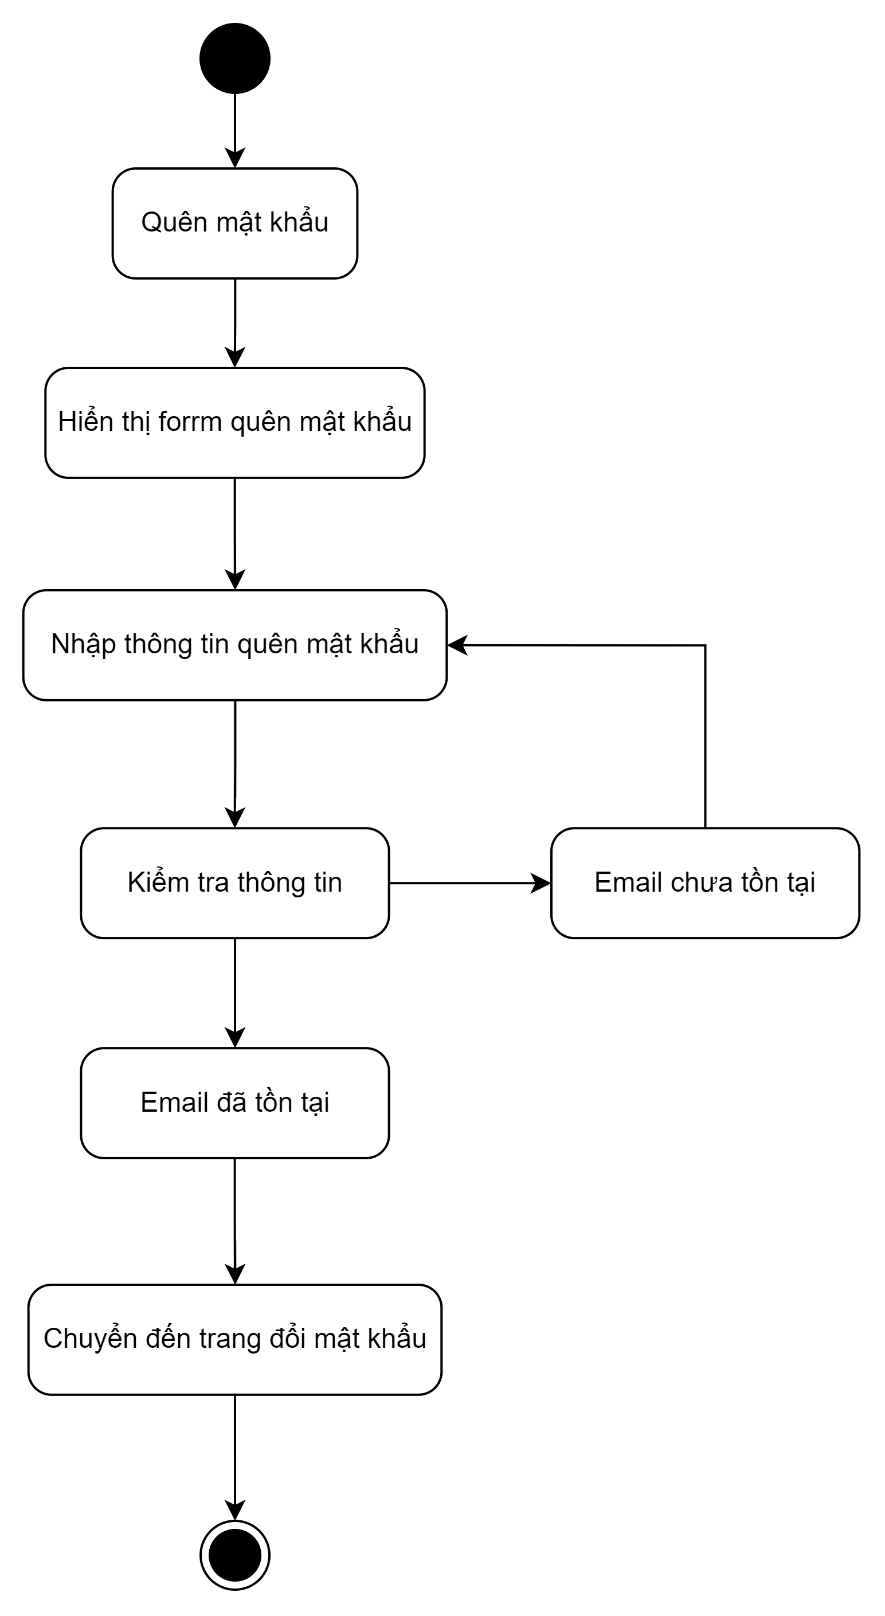 Quên mật khẩu
Hiển thị forrm quên mật khẩu
Nhập thông tin quên mật khẩu
Kiểm tra thông tin
Email chưa tồn tại
Email đã tồn tại
Chuyển đến trang đổi mật khẩu